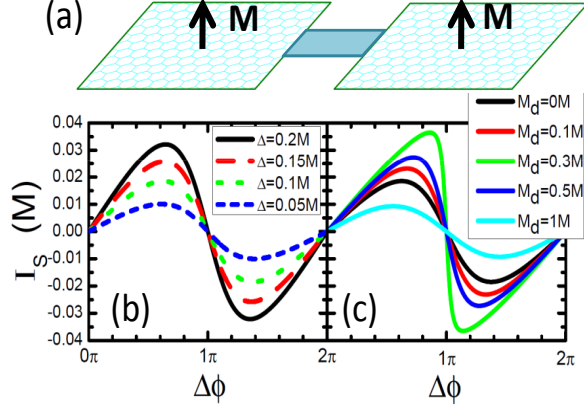 (a)
M
M
0.04
0.03
0.02
0.01
0.00
-0.01
-0.02
-0.03
-0.04
I_S (M)
Δ=0.2M
Δ=0.15M
Δ=0.1M
Δ=0.05M
(b)
0π
1π
2π
Δϕ
M_d=0M
M_d=0.1M
M_d=0.3M
M_d=0.5M
M_d=1M
(c)
1π
2π
Δϕ